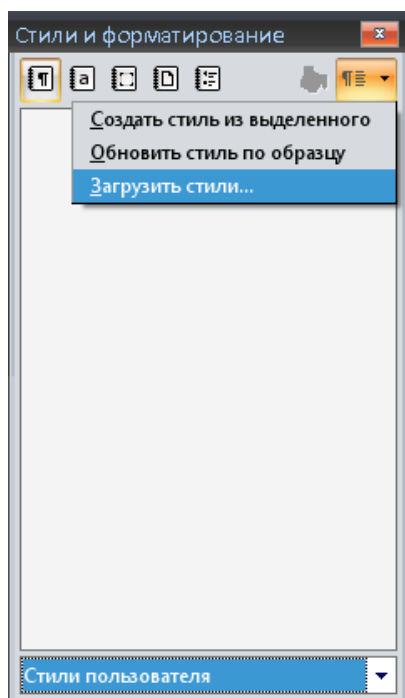 Стили и форматирование
Создать стиль из выделенного
Обновить стиль по образцу
Загрузить стили...
Стили пользователя